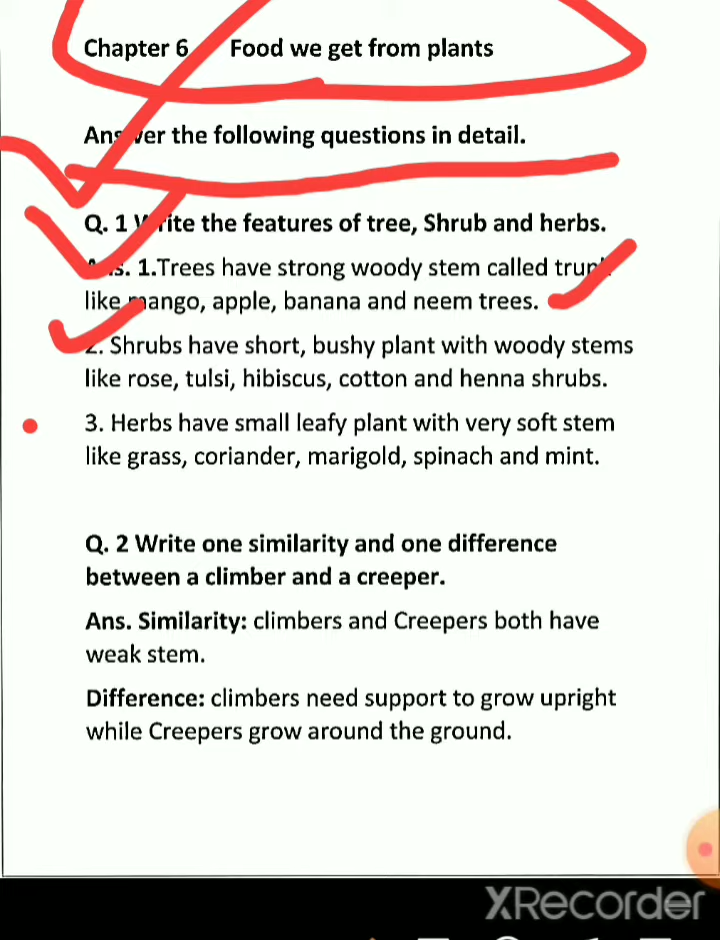 Chapter 6 Food we get from plants
Answer the following questions in detail.
Q. 1 Write the features of tree, Shrub and herbs.
Ans. 1.Trees have strong woody stem called trunk
like mango, apple, banana and neem trees.
2. Shrubs have short, bushy plant with woody stems
like rose, tulsi, hibiscus, cotton and henna shrubs.
3. Herbs have small leafy plant with very soft stem
like grass, coriander, marigold, spinach and mint.
Q. 2 Write one similarity and one difference
between a climber and a creeper.
Ans. Similarity: climbers and Creepers both have
weak stem.
Difference: climbers need support to grow upright
while Creepers grow around the ground.
XRecorder